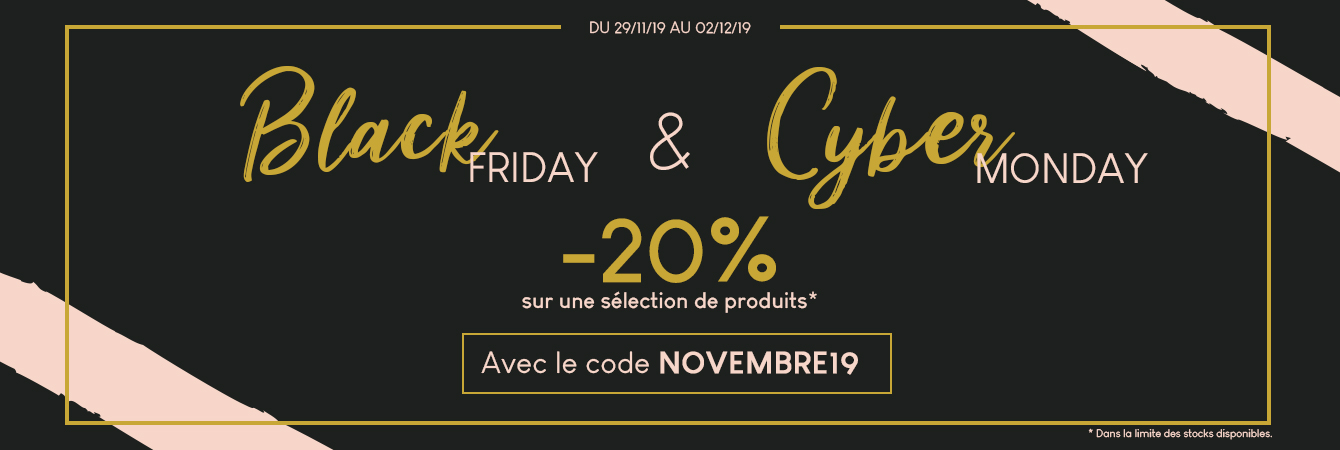 DU 29/11/19 AU 02/12/19
Black FRIDAY & Cyber MONDAY
-20%
sur une sélection de produits*
Avec le code NOVEMBRE19
* Dans la limite des stocks disponibles.